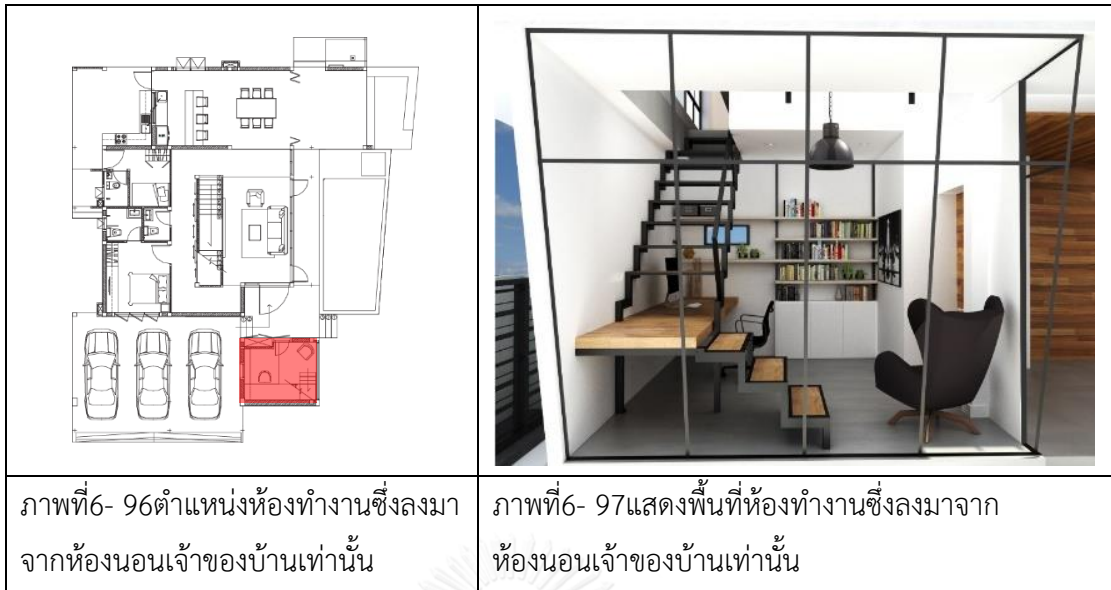 ภาพที่6- 96ตำแหน่งห้องทำงานซึ่งลงมา
จากห้องนอนเจ้าของบ้านเท่านั้น
ภาพที่6- 97แสดงพื้นที่ห้องทำงานซึ่งลงมาจาก
ห้องนอนเจ้าของบ้านเท่านั้น